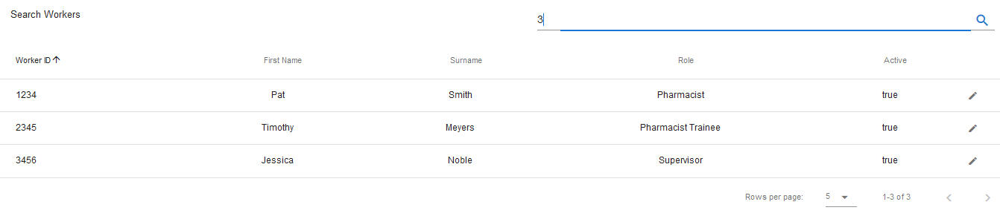 Search Workers
3
Worker ID First Name Surname Role Active
1234 Pat Smith Pharmacist true
2345 Timothy Meyers Pharmacist Trainee true
3456 Jessica Noble Supervisor true
Rows per page: 5 1-3 of 3